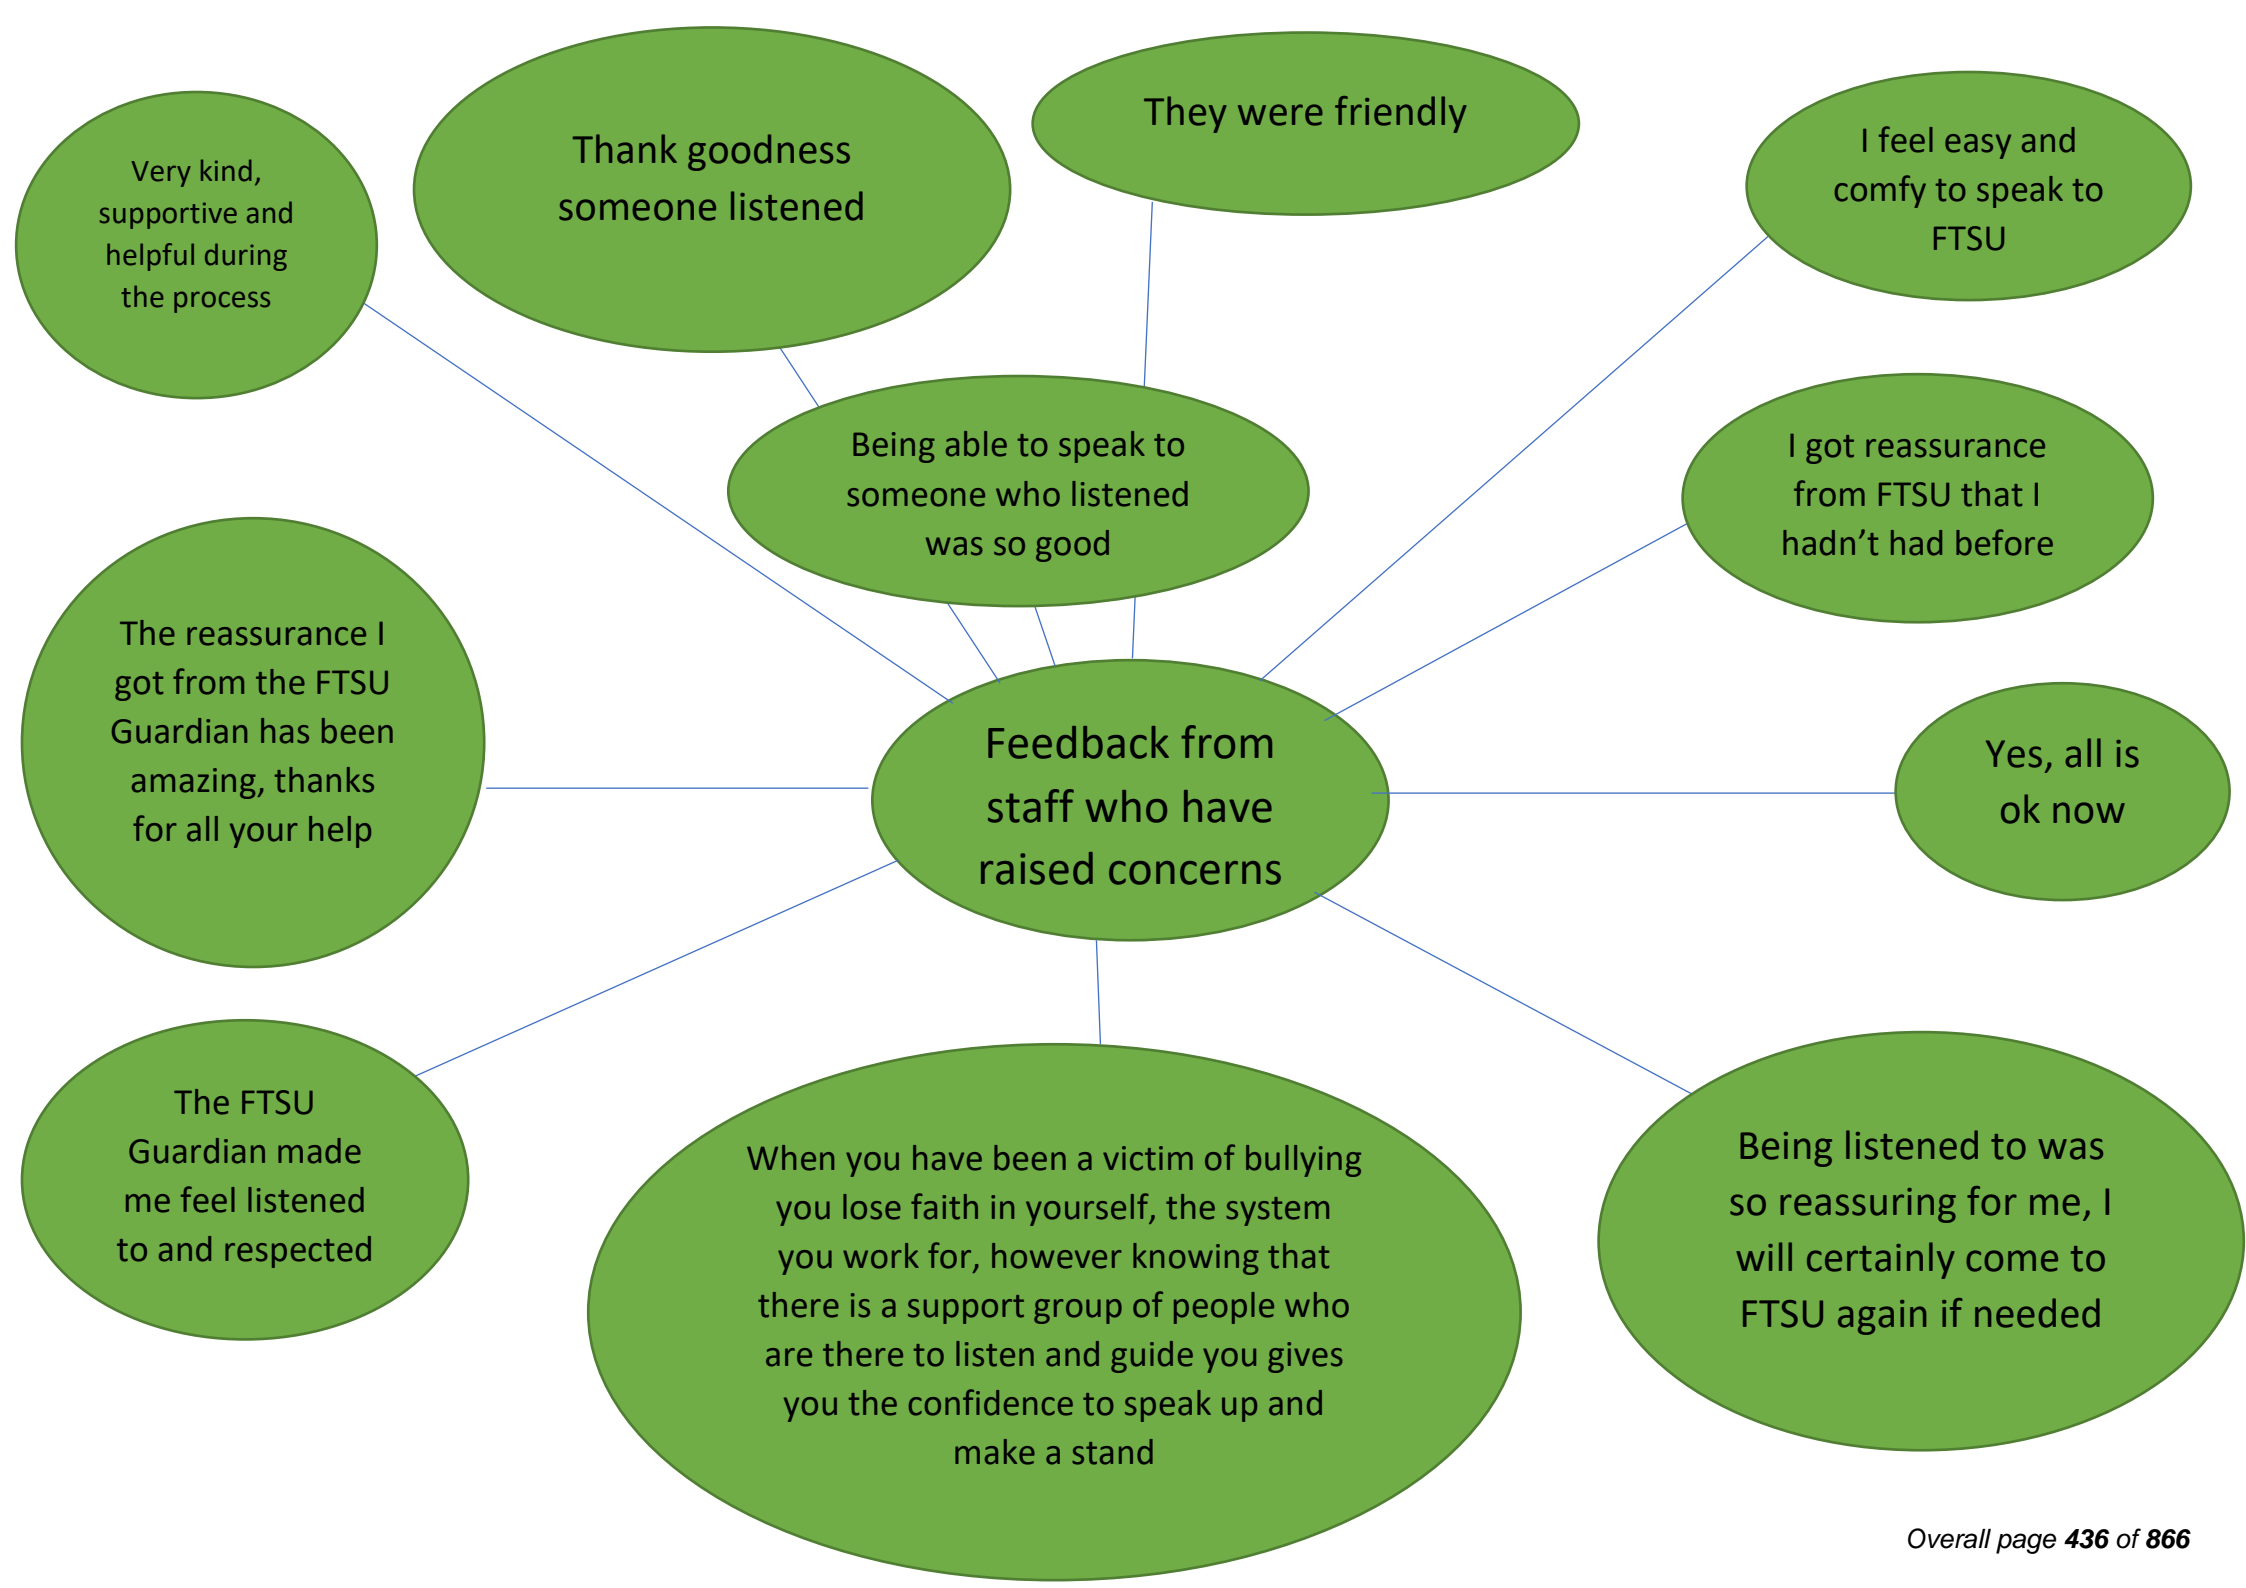 Very kind,
supportive and
helpful during
the process
Thank goodness
someone listened
They were friendly
I feel easy and
comfy to speak to
FTSU
Being able to speak to
someone who listened
was so good
I got reassurance
from FTSU that I
hadn’t had before
The reassurance I
got from the FTSU
Guardian has been
amazing, thanks
for all your help
Feedback from
staff who have
raised concerns
Yes, all is
ok now
The FTSU
Guardian made
me feel listened
to and respected
When you have been a victim of bullying
you lose faith in yourself, the system
you work for, however knowing that
there is a support group of people who
are there to listen and guide you gives
you the confidence to speak up and
make a stand
Being listened to was
so reassuring for me, I
will certainly come to
FTSU again if needed
Overall page 436 of 866